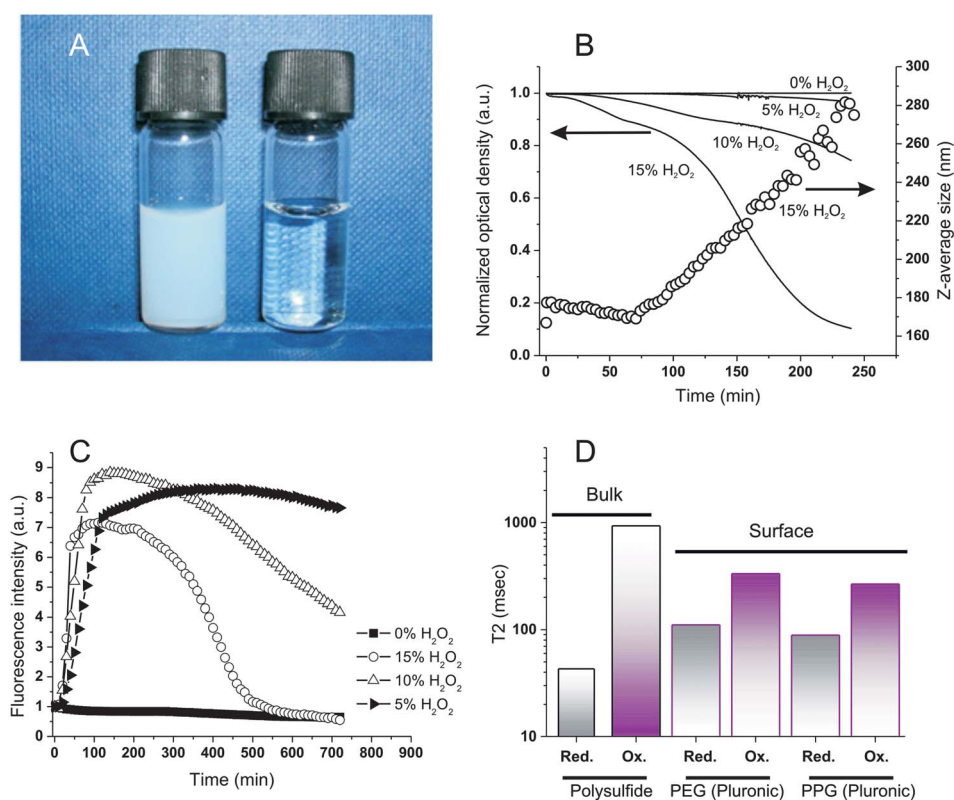 A
B
Normalized optical density (a.u.)
1.0
0.8
0.6
0.4
0.2
0.0
0% H₂O₂
5% H₂O₂
10% H₂O₂
15% H₂O₂
15% H₂O₂
300
280
260
240
220
200
180
160
Z-average size (nm)
0 50 100 150 200 250
Time (min)
C
Fluorescence intensity (a.u.)
9
8
7
6
5
4
3
2
1
0
0% H₂O₂
15% H₂O₂
10% H₂O₂
5% H₂O₂
0 100 200 300 400 500 600 700 800 900
Time (min)
D
T2 (msec)
1000
100
10
Bulk
Surface
Red. Ox. Red. Ox. Red. Ox.
Polysulfide PEG (Pluronic) PPG (Pluronic)